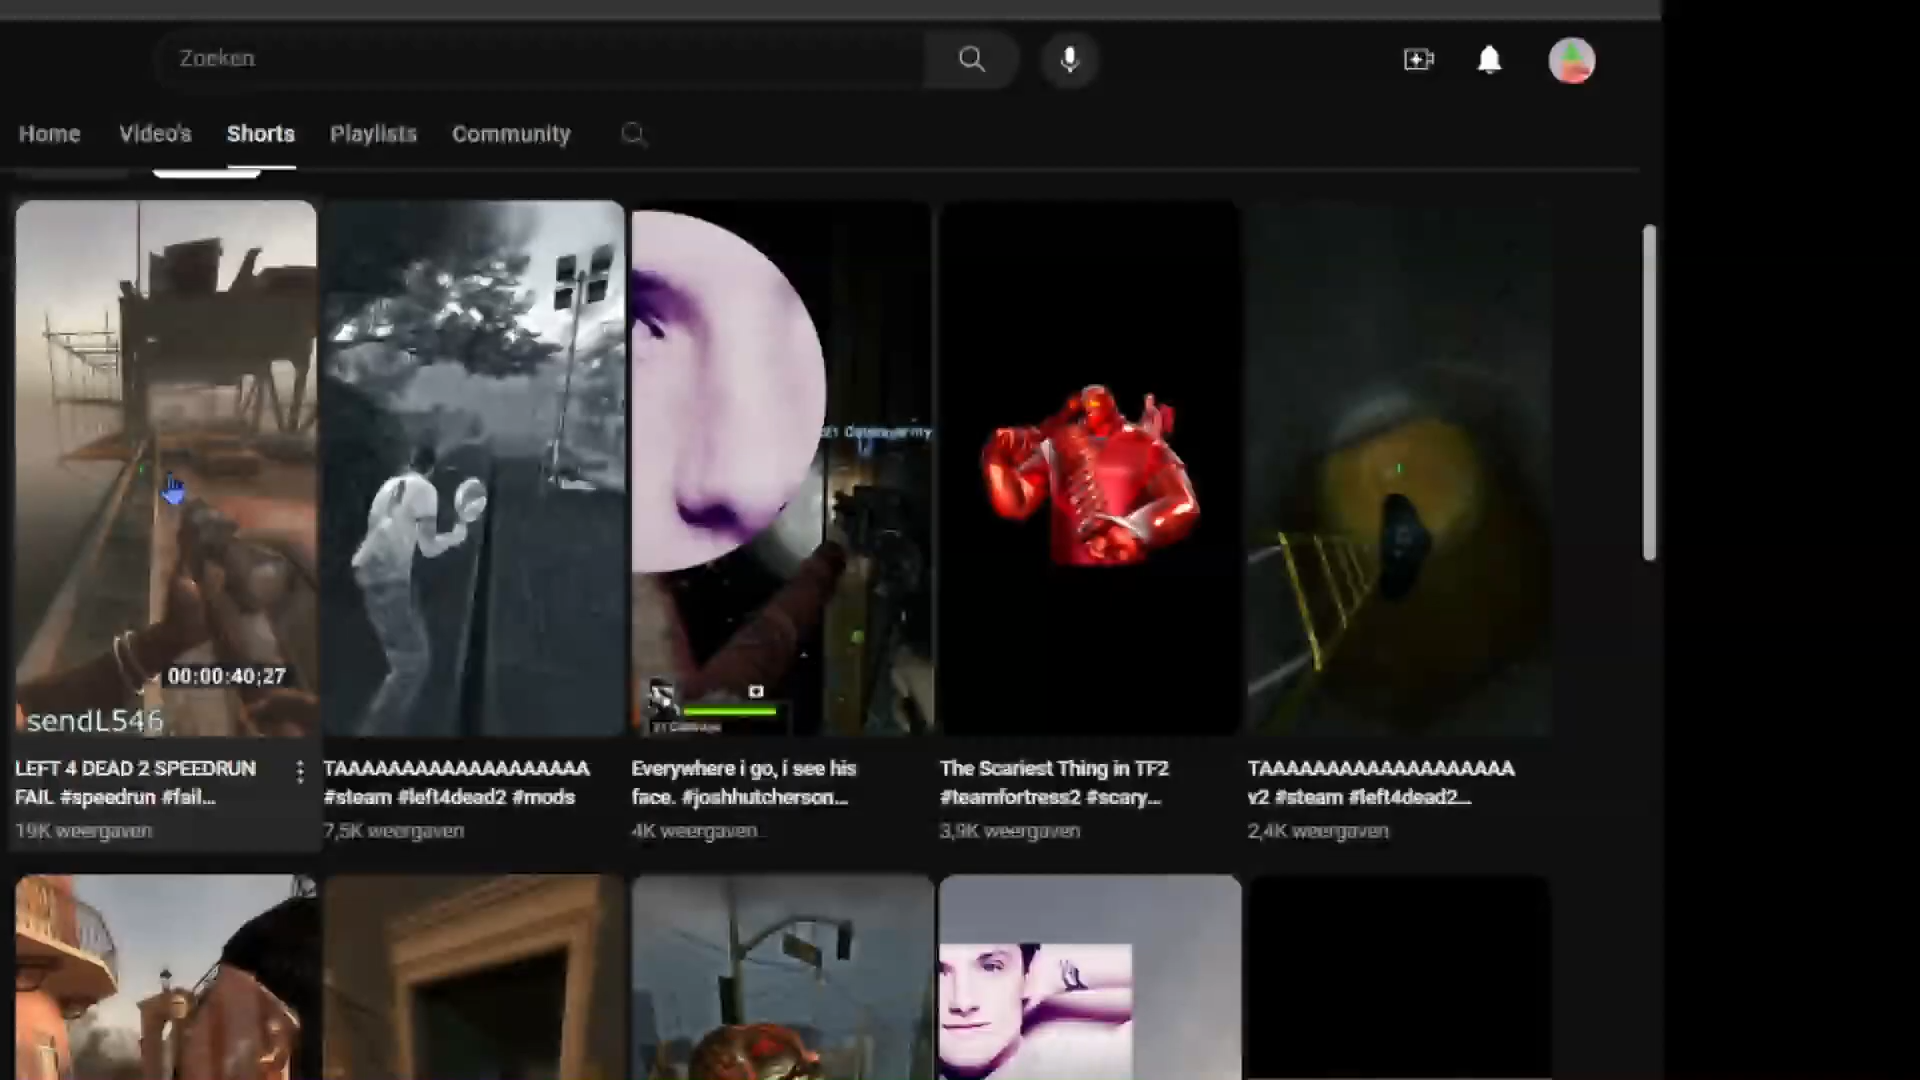 Zoeken
Home Video's Shorts Playlists Community
00:00:40;27
sendL546
LEFT 4 DEAD 2 SPEEDRUN
FAIL #speedrun #fail...
19K weergaven
TAAAAAAAAAAAAAAAAAAA
#steam #left4dead2 #mods
7,5K weergaven
Everywhere i go, i see his
face. #joshhutcherson...
4K weergaven
The Scariest Thing in TF2
#teamfortress2 #scary...
3,9K weergaven
TAAAAAAAAAAAAAAAAAAA
v2 #steam #left4dead2...
2,4K weergaven